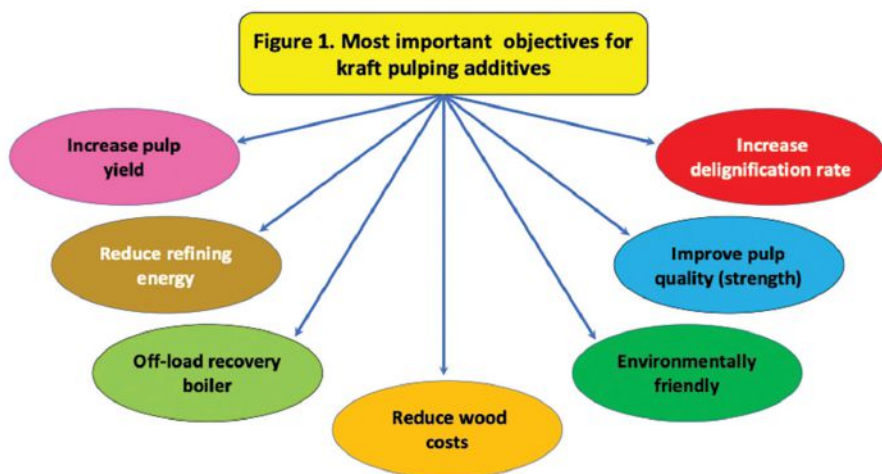 Figure 1. Most important objectives for
kraft pulping additives
Increase pulp
yield
Increase
delignification rate
Reduce refining
energy
Improve pulp
quality (strength)
Off-load recovery
boiler
Environmentally
friendly
Reduce wood
costs